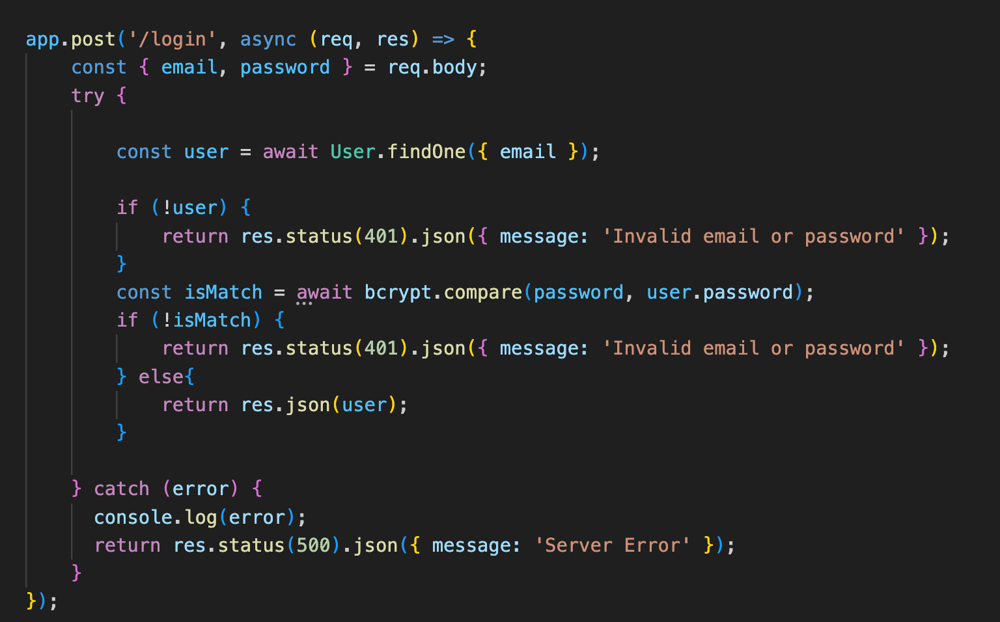 app.post('/login', async (req, res) => {
    const { email, password } = req.body;
    try {

        const user = await User.findOne({ email });

        if (!user) {
            return res.status(401).json({ message: 'Invalid email or password' });
        }
        const isMatch = await bcrypt.compare(password, user.password);
        if (!isMatch) {
            return res.status(401).json({ message: 'Invalid email or password' });
        } else{
            return res.json(user);
        }

    } catch (error) {
      console.log(error);
      return res.status(500).json({ message: 'Server Error' });
    }
});